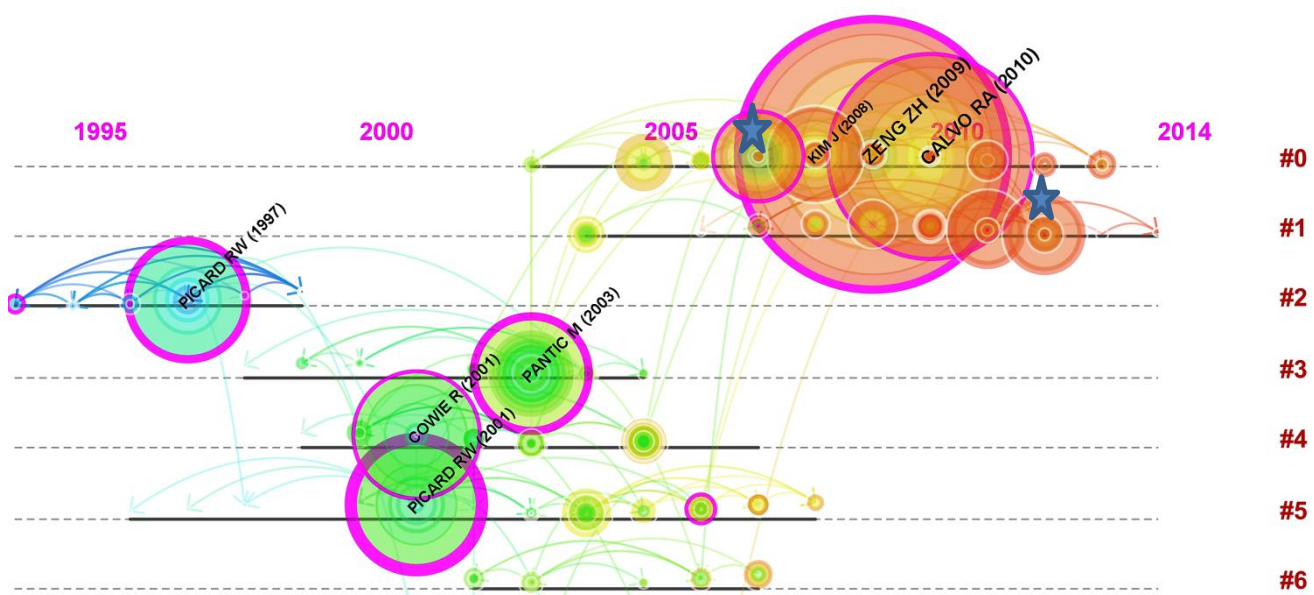 1995 2000 2005 2010 2014
KIM J (2008)
ZENG ZH (2009)
CALVO RA (2010)
#0
#1
PICARD RW (1997)
#2
PANTIC M (2003)
#3
COWIE R (2001)
#4
PICARD RW (2001)
#5
#6